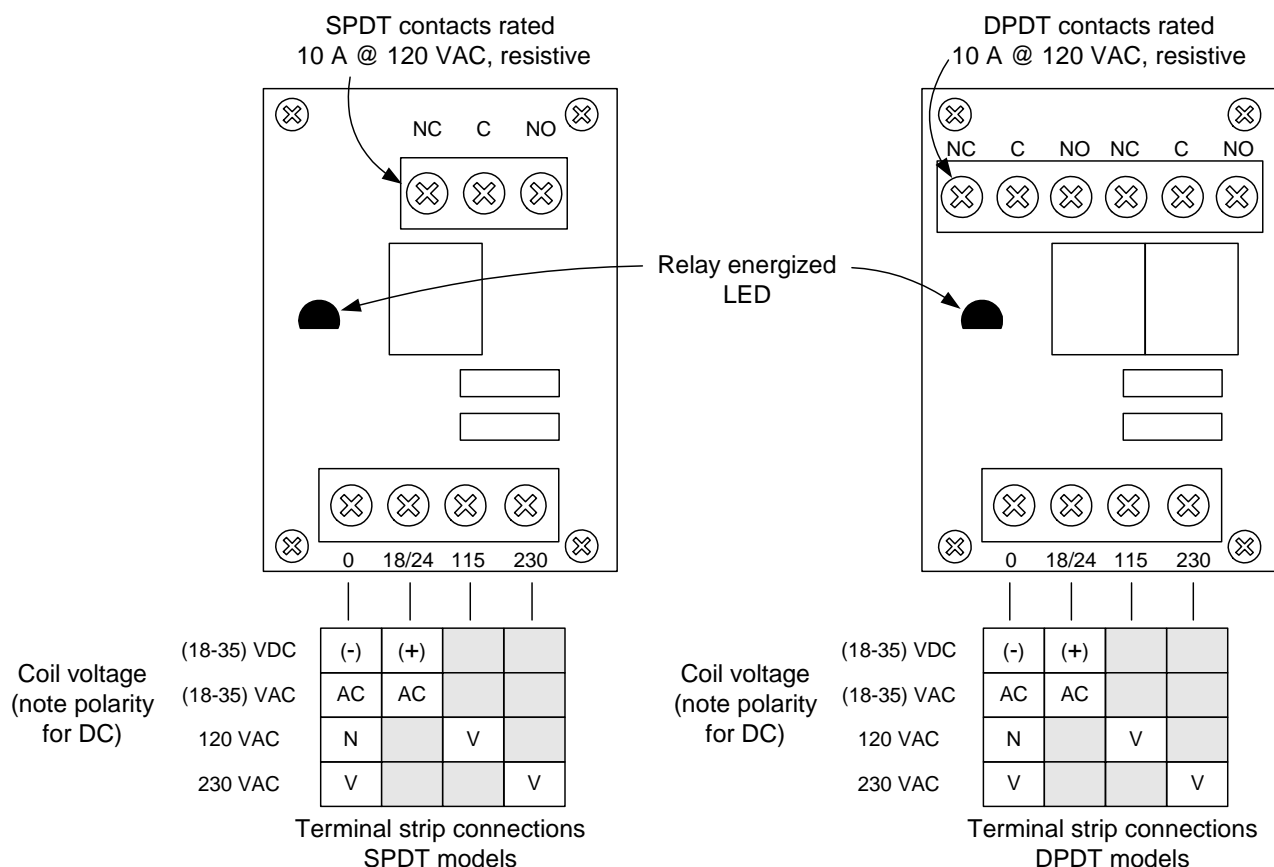 SPDT contacts rated
10 A @ 120 VAC, resistive
DPDT contacts rated
10 A @ 120 VAC, resistive
NC C NO
NC C NO NC C NO
Relay energized
LED
0 18/24 115 230
0 18/24 115 230
Coil voltage
(note polarity
for DC)
(18-35) VDC (-) (+)
(18-35) VAC AC AC
120 VAC N V
230 VAC V V
Terminal strip connections
SPDT models
Coil voltage
(note polarity
for DC)
(18-35) VDC (-) (+)
(18-35) VAC AC AC
120 VAC N V
230 VAC V V
Terminal strip connections
DPDT models